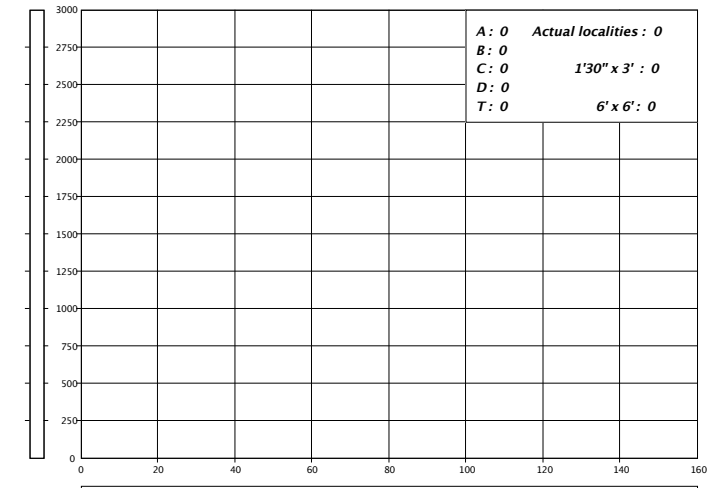 3000
A : 0 Actual localities : 0
2750
B : 0
C : 0 1'30" x 3' : 0
2500
D : 0
T : 0 6' x 6' : 0
2250
2000
1750
1500
1250
1000
750
500
250
0
0 20 40 60 80 100 120 140 160